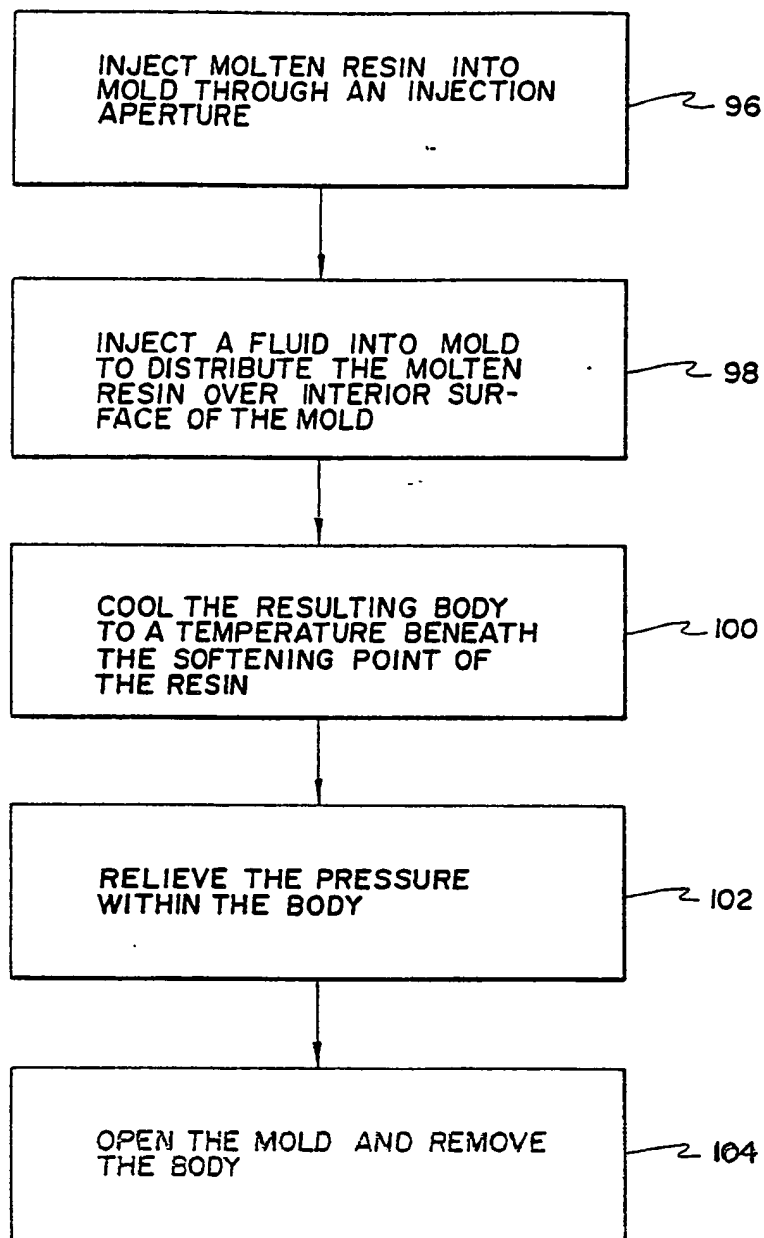 INJECT MOLTEN RESIN INTO
MOLD THROUGH AN INJECTION
APERTURE
96
INJECT A FLUID INTO MOLD
TO DISTRIBUTE THE MOLTEN
RESIN OVER INTERIOR SUR-
FACE OF THE MOLD
98
COOL THE RESULTING BODY
TO A TEMPERATURE BENEATH
THE SOFTENING POINT OF
THE RESIN
100
RELIEVE THE PRESSURE
WITHIN THE BODY
102
OPEN THE MOLD AND REMOVE
THE BODY
104